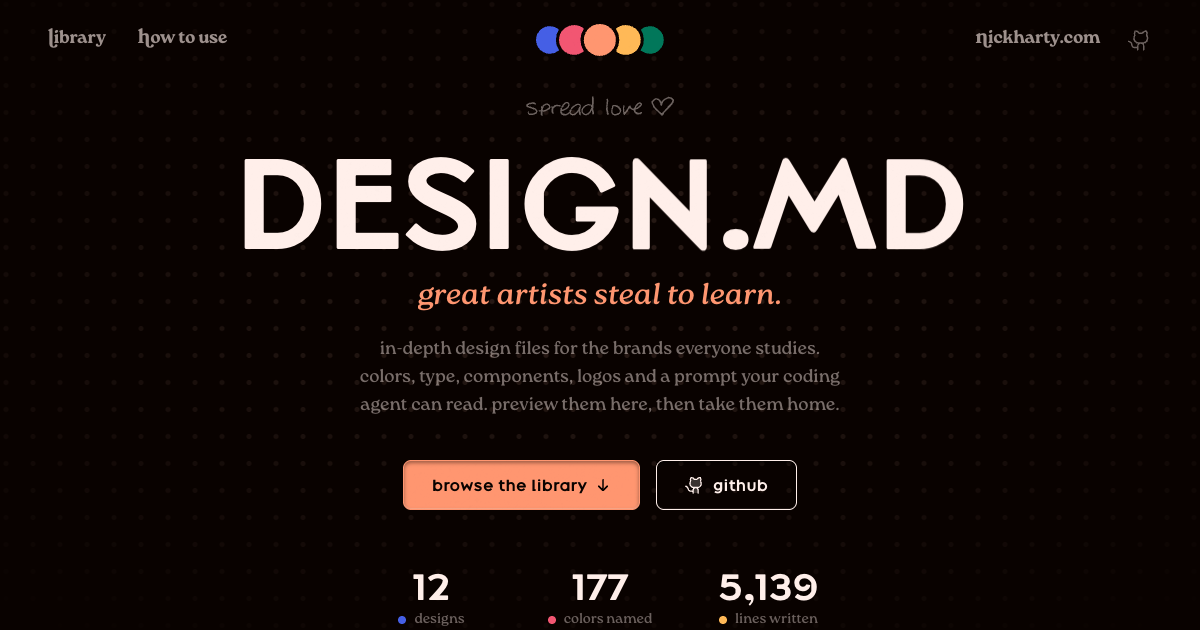 library
how to use
nickharty.com
spread love ♡
DESIGN.MD
great artists steal to learn.
in-depth design files for the brands everyone studies.
colors, type, components, logos and a prompt your coding
agent can read. preview them here, then take them home.
browse the library ↓
github
12
designs
177
colors named
5,139
lines written